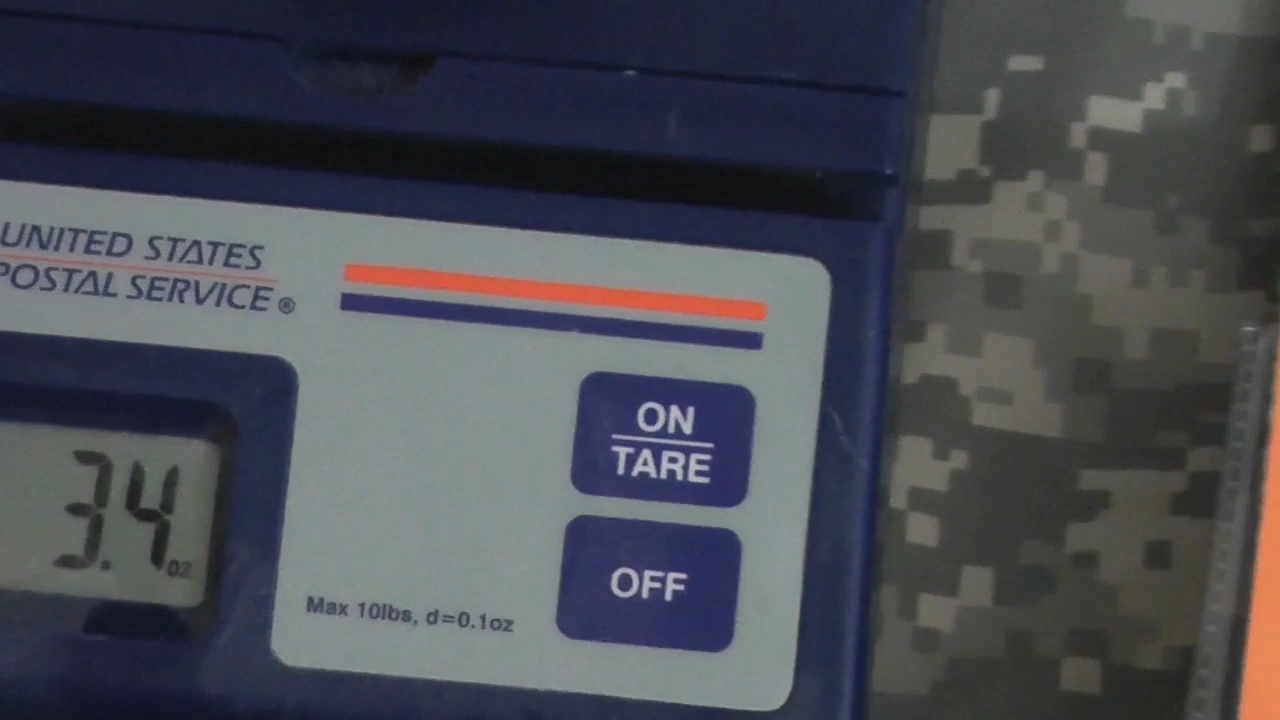 UNITED STATES
POSTAL SERVICE®
ON
TARE
3.4 oz
OFF
Max 10lbs, d=0.1oz